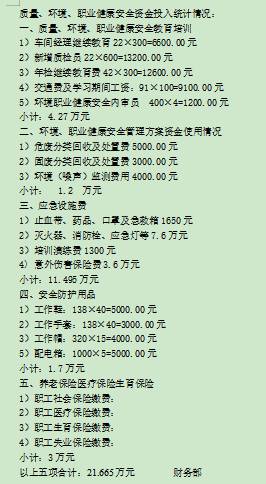 质量、环境、职业健康安全资金投入统计情况：
一、质量、环境、职业健康安全教育培训
1）车间经理继续教育 22×300=6600.00 元
2）新增质检员 22×600=13200.00 元
3）年检继续教育费 42×300=12600.00 元
4）交通费及学习期间工资：91×100=9100.00 元
5）环境职业健康安全内审员 400×4=1200.00 元
小计：4.27 万元
二、环境、职业健康安全管理方案资金使用情况
1）危废分类回收及处置费 5000.00 元
2）固废分类回收及处置费 3000.00 元
3）环境（噪声）监测费用 4000.00 元
小计： 1.2 万元
三、应急设施费
1）止血带、药品、口罩及急救箱 1650 元
2）灭火器、消防栓、应急灯等 7.6 万元
3）培训演练费 1300 元
4）意外伤害保险费 3.6 万元
小计：11.495 万元
四、安全防护用品
1）工作鞋：138×40=5000.00 元
2）工作手套：138×40=3000.00 元
3）工作帽：320×15=4000.00 元
5）配电箱：1000×5=5000.00 元
小计：1.7 万元
五、养老保险医疗保险生育保险
1）职工社会保险缴费：
2）职工医疗保险缴费：
3）职工生育保险缴费：
4）职工失业保险缴费：
小计：3 万元
以上五项合计：21.665 万元 财务部